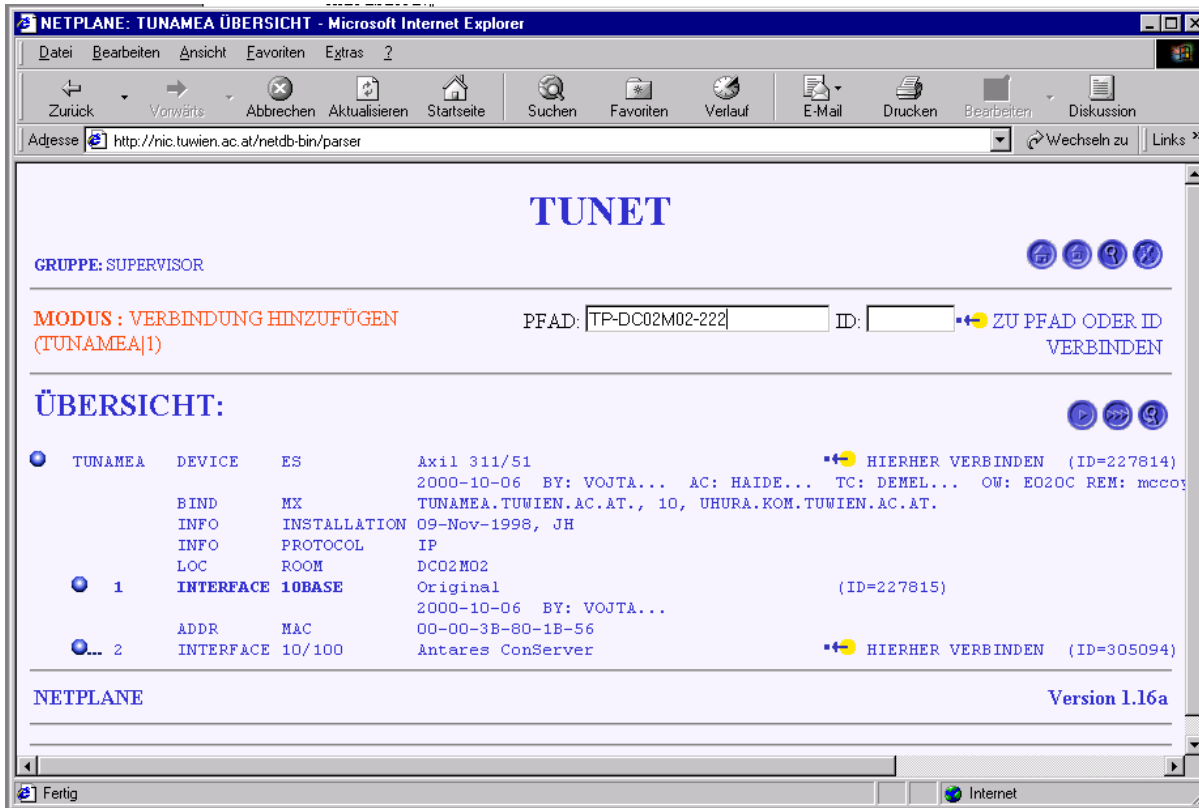 NETPLANE: TUNAMEA ÜBERSICHT - Microsoft Internet Explorer
Datei Bearbeiten Ansicht Favoriten Extras ?
Zurück Vorwärts Abbrechen Aktualisieren Startseite Suchen Favoriten Verlauf E-Mail Drucken Bearbeiten Diskussion
Adresse http://nic.tuwien.ac.at/netdb-bin/parser Wechseln zu Links »
TUNET
GRUPPE: SUPERVISOR
MODUS : VERBINDUNG HINZUFÜGEN PFAD: TP-DC02M02-222 ID: ZU PFAD ODER ID
(TUNAMEA|1) VERBINDEN
ÜBERSICHT:
TUNAMEA DEVICE ES Axil 311/51 HIERHER VERBINDEN (ID=227814)
2000-10-06 BY: VOJTA... AC: HAIDE... TC: DEMEL... OW: E020C REM: mccoy
BIND MX TUNAMEA.TUWIEN.AC.AT., 10, UHURA.KOM.TUWIEN.AC.AT.
INFO INSTALLATION 09-Nov-1998, JH
INFO PROTOCOL IP
LOC ROOM DC02M02
1 INTERFACE 10BASE Original (ID=227815)
2000-10-06 BY: VOJTA...
ADDR MAC 00-00-3B-80-1B-56
... 2 INTERFACE 10/100 Antares ConServer HIERHER VERBINDEN (ID=305094)
NETPLANE Version 1.16a
Fertig Internet